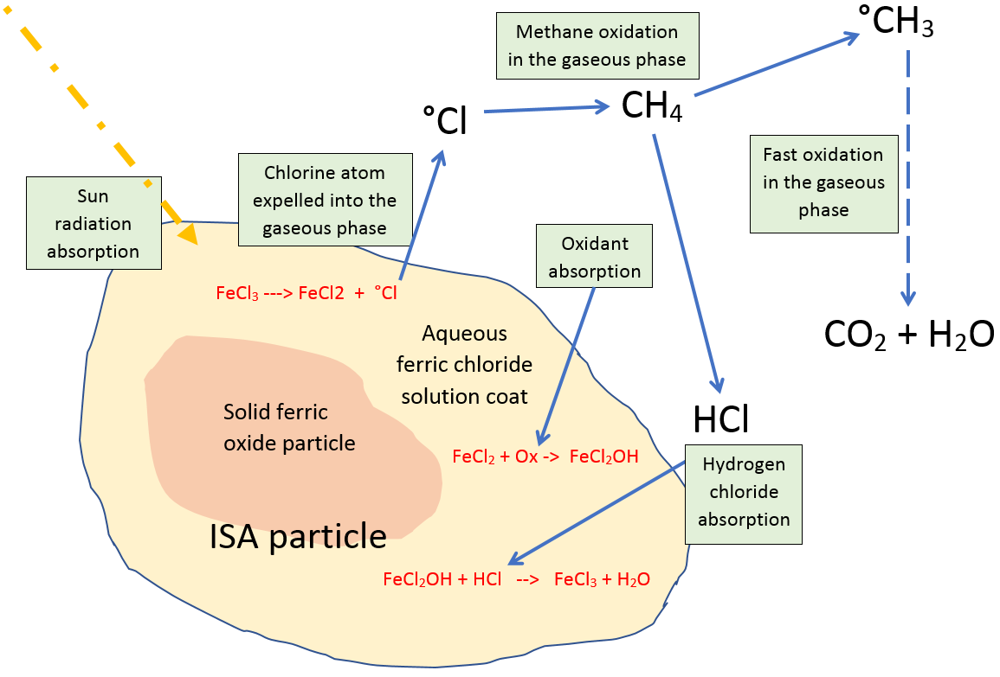 °CH₃
Methane oxidation
in the gaseous phase
°Cl
CH₄
Fast oxidation
in the gaseous
phase
Chlorine atom
expelled into the
gaseous phase
Sun
radiation
absorption
Oxidant
absorption
FeCl₃ ---> FeCl2 + °Cl
CO₂ + H₂O
Aqueous
ferric chloride
solution coat
Solid ferric
oxide particle
HCl
FeCl₂ + Ox -> FeCl₂OH
Hydrogen
chloride
absorption
ISA particle
FeCl₂OH + HCl --> FeCl₃ + H₂O